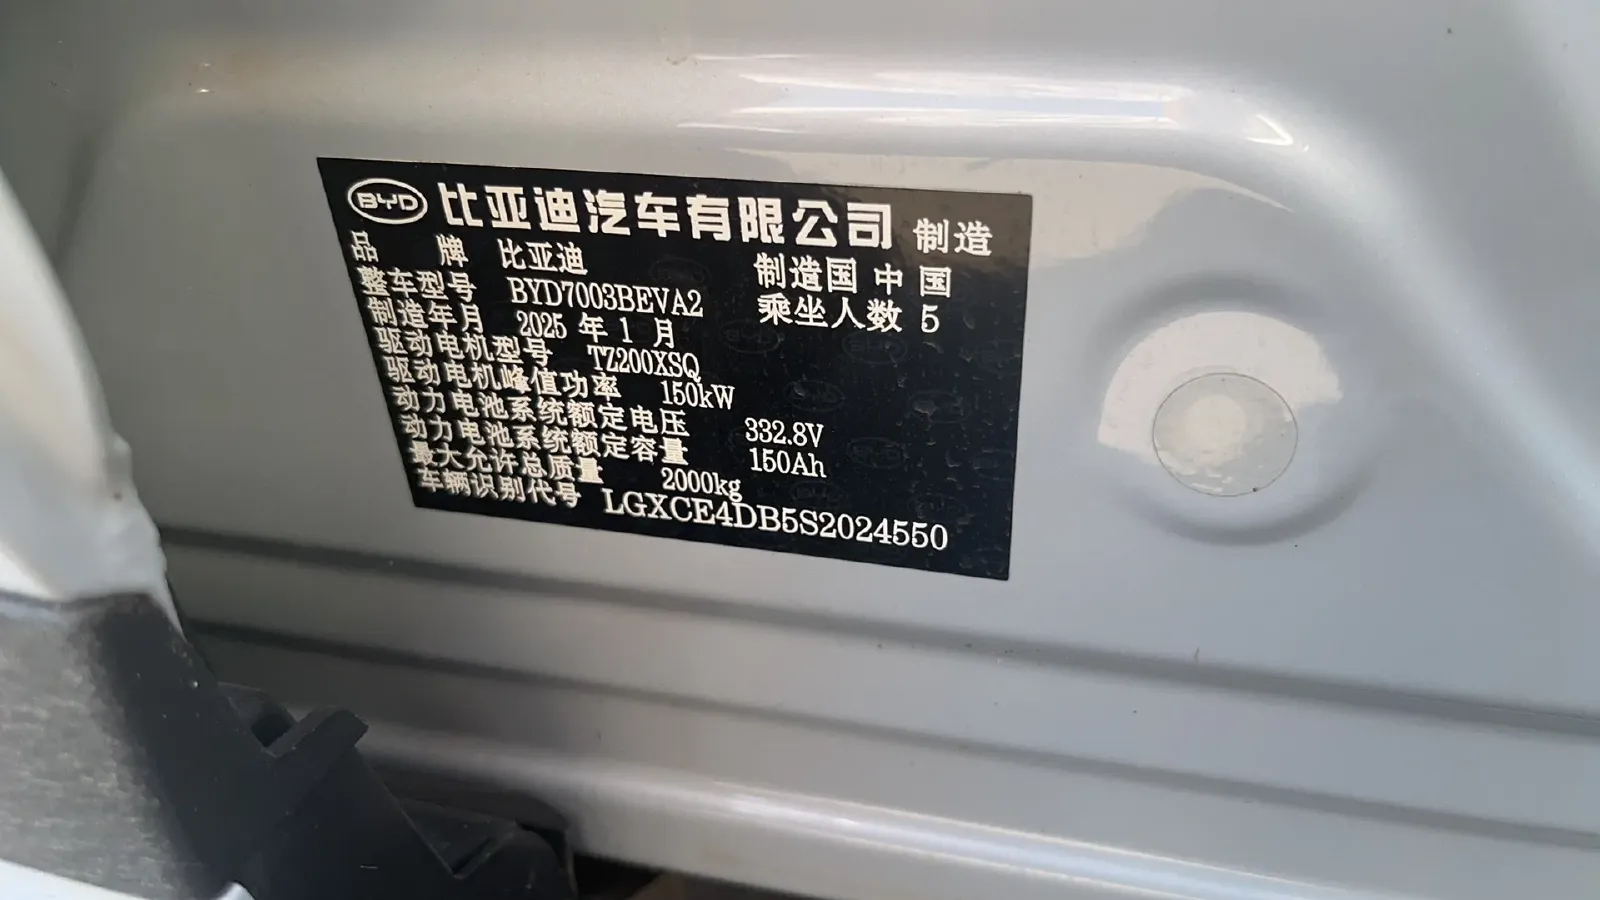 BYD 比亚迪汽车有限公司 制造
品 牌 比亚迪 制造国 中国
整车型号 BYD7003BEVA2 乘坐人数 5
制造年月 2025 年 1 月
驱动电机型号 TZ200XSQ
驱动电机峰值功率 150kW
动力电池系统额定电压 332.8V
动力电池系统额定容量 150Ah
最大允许总质量 2000kg
车辆识别代号 LGXCE4DB5S2024550